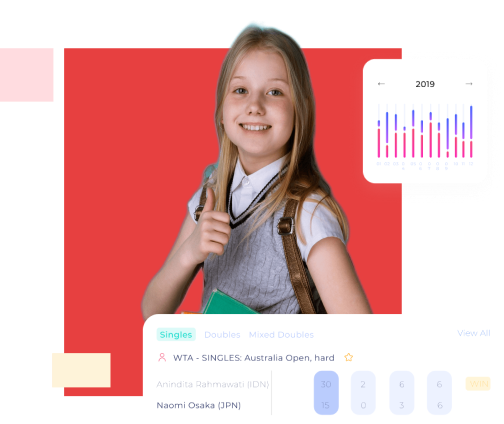 2019
Singles Doubles Mixed Doubles View All
WTA - SINGLES: Australia Open, hard
Anindita Rahmawati (IDN) 30 2 6 6 WIN
Naomi Osaka (JPN) 15 0 3 6